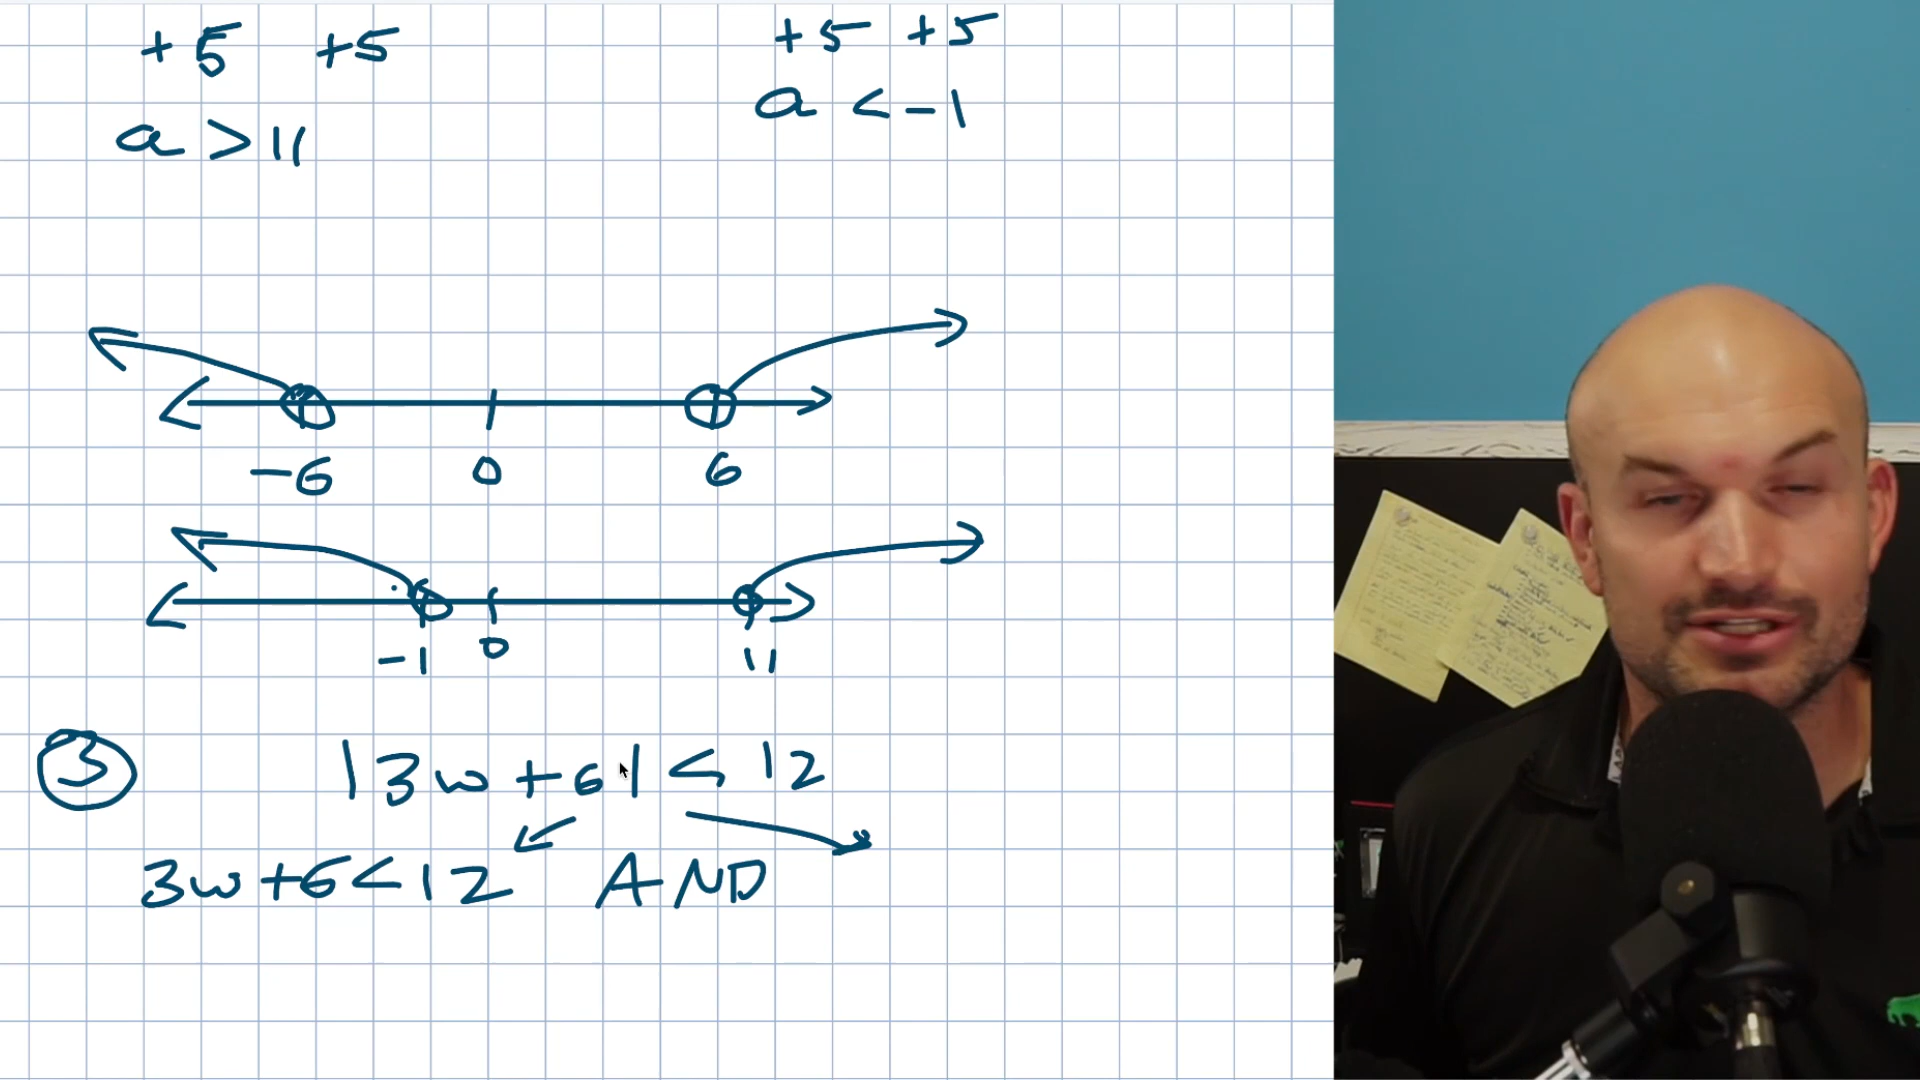 +5 +5 +5 +5
a < -1
a > 11
-6 0 6
-1 0 11
3 |3w + 6| < 12
3w + 6 < 12 AND